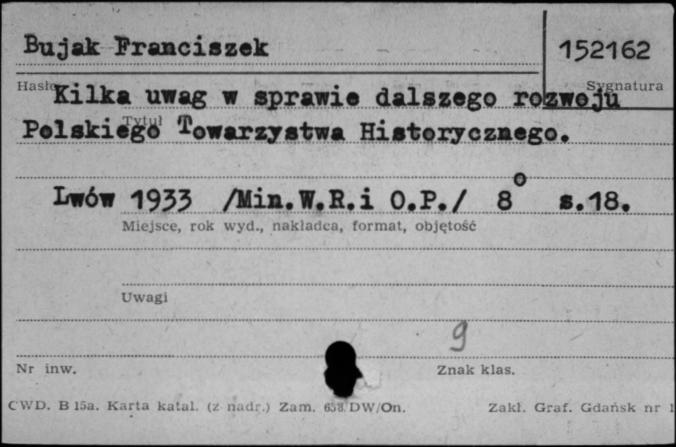 Bujak Franciszek
152162
Hasło
Sygnatura
Kilka uwag w sprawie dalszego rozwoju
Tytuł
Polskiego Towarzystwa Historycznego.
Lwów 1933 /Min.W.R.i O.P./ 8° s.18.
Miejsce, rok wyd., nakładca, format, objętość
Uwagi
9
Nr inw.
Znak klas.
CWD. B 15a. Karta katal. (z nadr.) Zam. 658/DW/On.
Zakł. Graf. Gdańsk nr 1